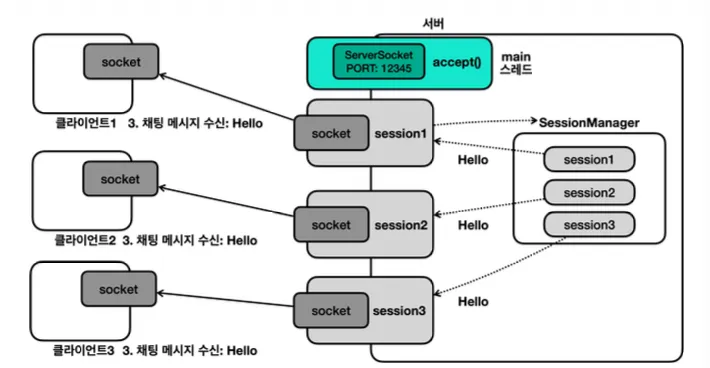 서버
socket
ServerSocket
PORT: 12345
accept()
main
스레드
클라이언트1 3. 채팅 메시지 수신: Hello
socket
session1
SessionManager
Hello
session1
socket
session2
클라이언트2 3. 채팅 메시지 수신: Hello
socket
session2
Hello
session3
socket
Hello
socket
session3
클라이언트3 3. 채팅 메시지 수신: Hello